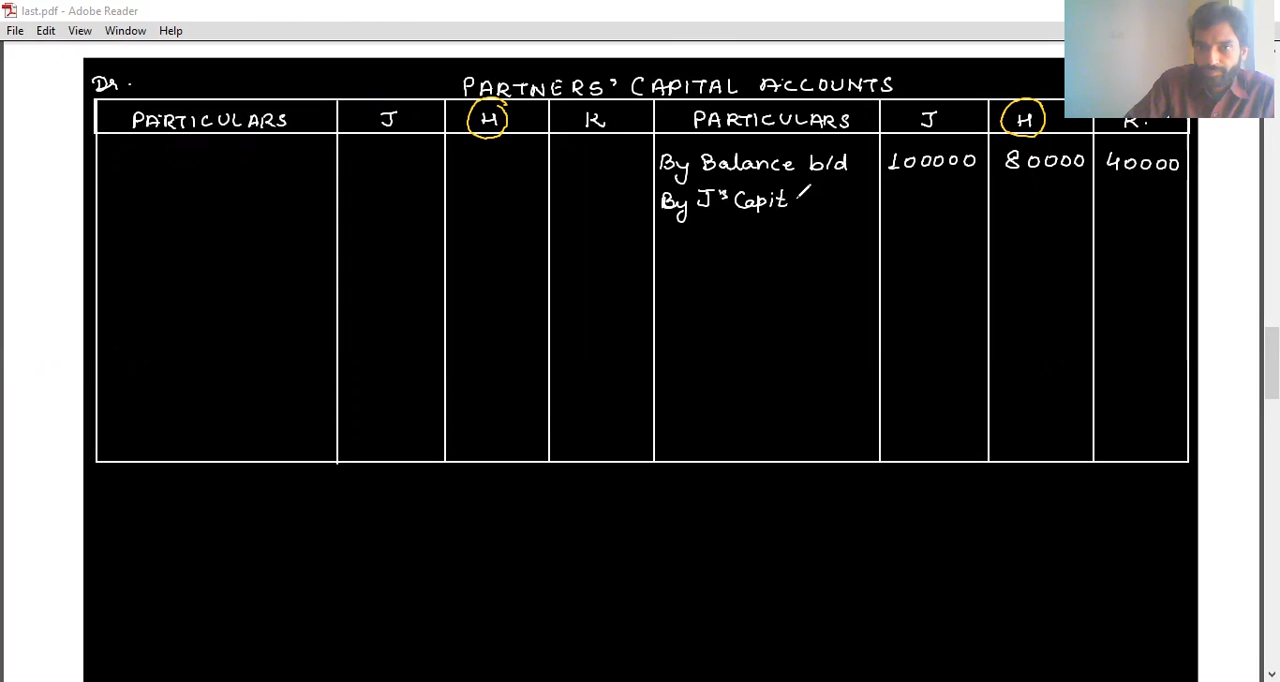 last.pdf - Adobe Reader
File Edit View Window Help
Dr. PARTNERS' CAPITAL ACCOUNTS
PARTICULARS J H K PARTICULARS J H K.
By Balance b/d 100000 80000 40000
By J's Capit